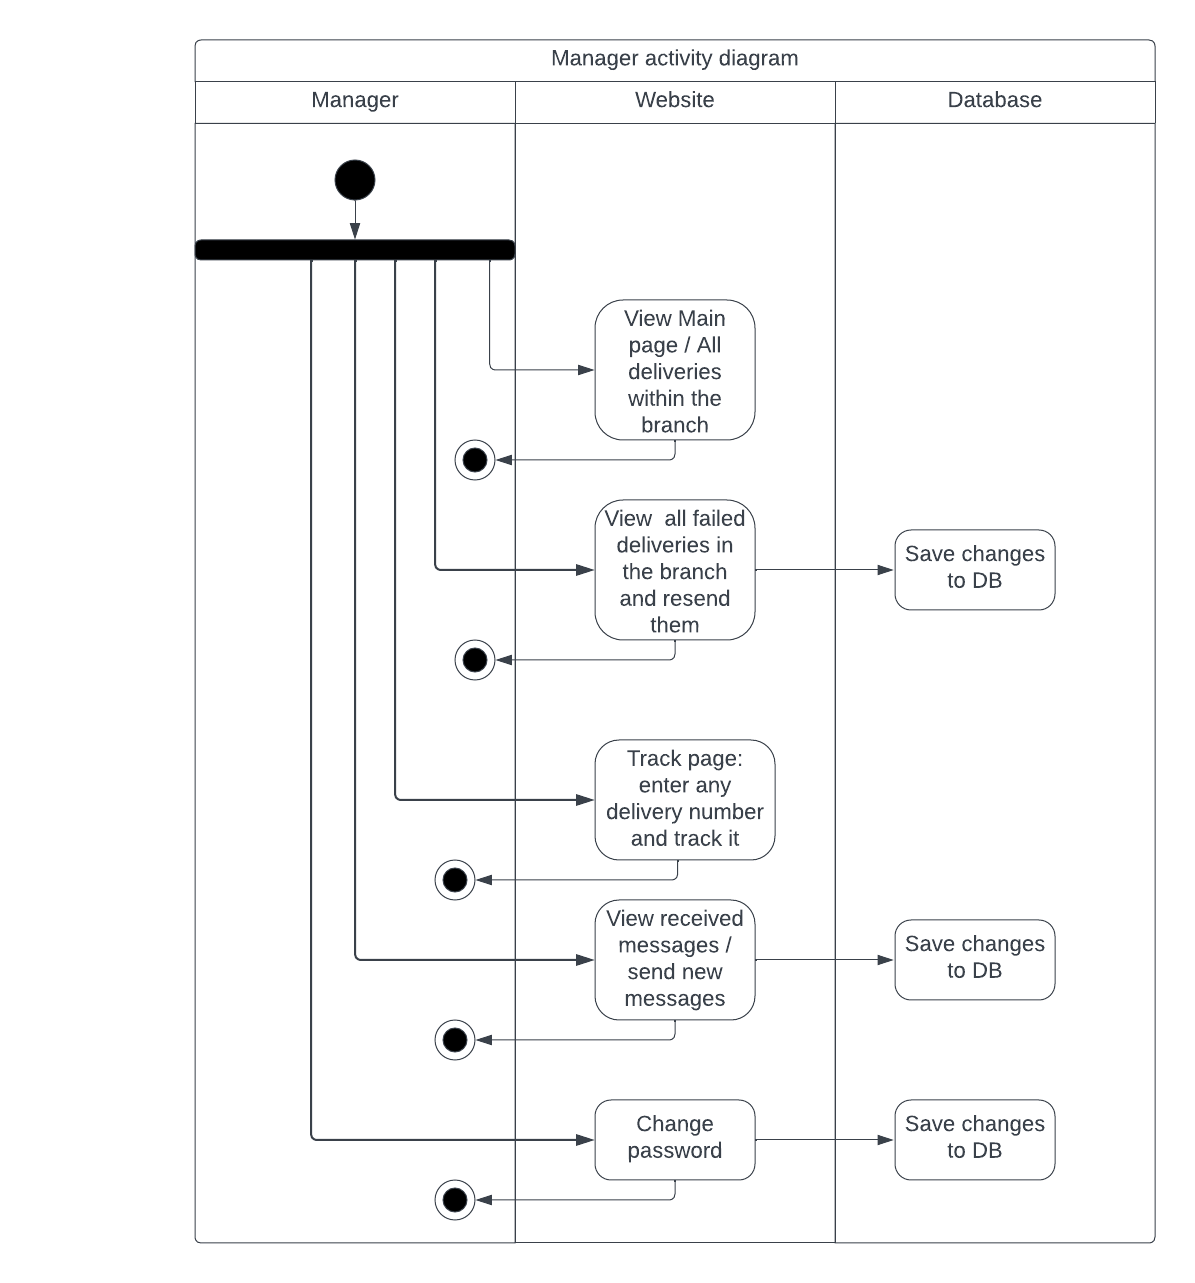 Manager activity diagram
Manager
Website
Database
View Main
page / All
deliveries
within the
branch
View  all failed
deliveries in
the branch
and resend
them
Save changes
to DB
Track page:
enter any
delivery number
and track it
View received
messages /
send new
messages
Save changes
to DB
Change
password
Save changes
to DB